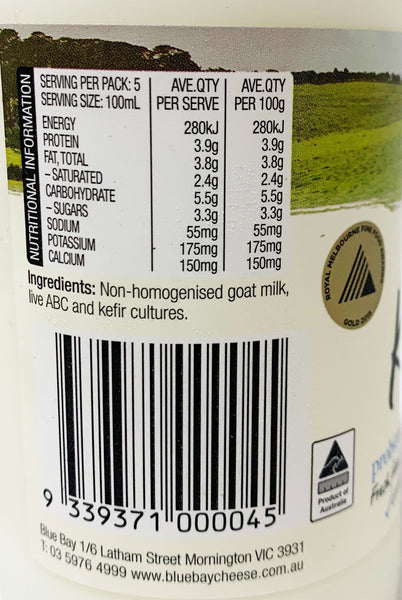 NUTRITIONAL INFORMATION
SERVING PER PACK: 5
SERVING SIZE: 100mL
AVE.QTY PER SERVE
AVE.QTY PER 100g
ENERGY 280kJ 280kJ
PROTEIN 3.9g 3.9g
FAT, TOTAL 3.8g 3.8g
– SATURATED 2.4g 2.4g
CARBOHYDRATE 5.5g 5.5g
– SUGARS 3.3g 3.3g
SODIUM 55mg 55mg
POTASSIUM 175mg 175mg
CALCIUM 150mg 150mg
Ingredients: Non-homogenised goat milk,
live ABC and kefir cultures.
ROYAL MELBOURNE FINE FOOD AWARDS
GOLD
K
Product of
Australia
9 339371 000045
Blue Bay 1/6 Latham Street Mornington VIC 3931
T: 03 5976 4999 www.bluebaycheese.com.au